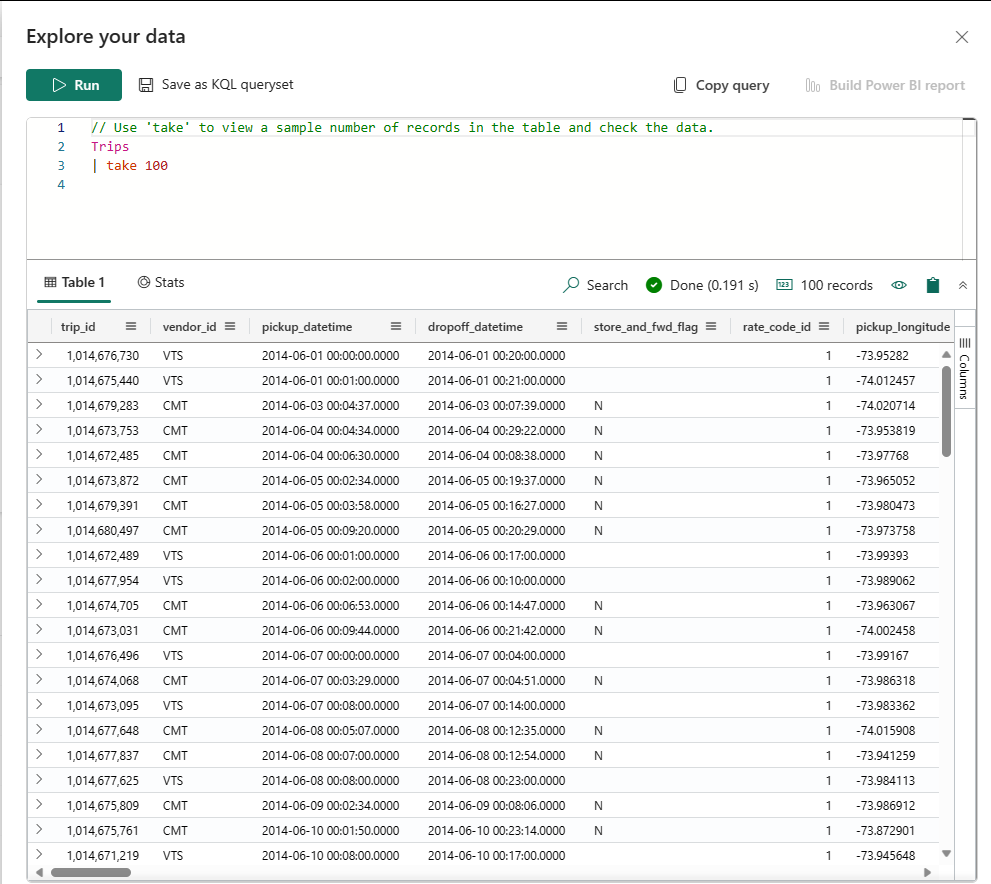 Explore your data
Run Save as KQL queryset Copy query Build Power BI report
1 // Use 'take' to view a sample number of records in the table and check the data.
2 Trips
3 | take 100
4
Table 1 Stats Search Done (0.191 s) 123 100 records
trip_id vendor_id pickup_datetime dropoff_datetime store_and_fwd_flag rate_code_id pickup_longitude
1,014,676,730 VTS 2014-06-01 00:00:00.0000 2014-06-01 00:20:00.0000 1 -73.95282
1,014,675,440 VTS 2014-06-01 00:01:00.0000 2014-06-01 00:21:00.0000 1 -74.012457
1,014,679,283 CMT 2014-06-03 00:04:37.0000 2014-06-03 00:07:39.0000 N 1 -74.020714
1,014,673,753 CMT 2014-06-04 00:04:34.0000 2014-06-04 00:29:22.0000 N 1 -73.953819
1,014,672,485 CMT 2014-06-04 00:06:30.0000 2014-06-04 00:08:38.0000 N 1 -73.97768
1,014,673,872 CMT 2014-06-05 00:02:34.0000 2014-06-05 00:19:37.0000 N 1 -73.965052
1,014,679,391 CMT 2014-06-05 00:03:58.0000 2014-06-05 00:16:27.0000 N 1 -73.980473
1,014,680,497 CMT 2014-06-05 00:09:20.0000 2014-06-05 00:20:29.0000 N 1 -73.973758
1,014,672,489 VTS 2014-06-06 00:01:00.0000 2014-06-06 00:17:00.0000 1 -73.99393
1,014,677,954 VTS 2014-06-06 00:02:00.0000 2014-06-06 00:10:00.0000 1 -73.989062
1,014,674,705 CMT 2014-06-06 00:06:53.0000 2014-06-06 00:14:47.0000 N 1 -73.963067
1,014,673,031 CMT 2014-06-06 00:09:44.0000 2014-06-06 00:21:42.0000 N 1 -74.002458
1,014,676,496 VTS 2014-06-07 00:00:00.0000 2014-06-07 00:04:00.0000 1 -73.99167
1,014,674,068 CMT 2014-06-07 00:03:29.0000 2014-06-07 00:04:51.0000 N 1 -73.986318
1,014,673,095 VTS 2014-06-07 00:08:00.0000 2014-06-07 00:14:00.0000 1 -73.983362
1,014,677,648 CMT 2014-06-08 00:05:07.0000 2014-06-08 00:12:35.0000 N 1 -74.015908
1,014,677,837 CMT 2014-06-08 00:07:00.0000 2014-06-08 00:12:54.0000 N 1 -73.941259
1,014,677,625 VTS 2014-06-08 00:08:00.0000 2014-06-08 00:23:00.0000 1 -73.984113
1,014,675,809 CMT 2014-06-09 00:02:34.0000 2014-06-09 00:08:06.0000 N 1 -73.986912
1,014,675,761 CMT 2014-06-10 00:01:50.0000 2014-06-10 00:23:14.0000 N 1 -73.872901
1,014,671,219 VTS 2014-06-10 00:08:00.0000 2014-06-10 00:17:00.0000 1 -73.945648
Columns